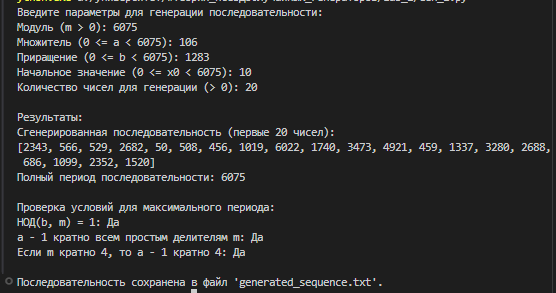 Введите параметры для генерации последовательности:
Модуль (m > 0): 6075
Множитель (0 <= a < 6075): 106
Приращение (0 <= b < 6075): 1283
Начальное значение (0 <= x0 < 6075): 10
Количество чисел для генерации (> 0): 20
Результаты:
Сгенерированная последовательность (первые 20 чисел):
[2343, 566, 529, 2682, 50, 508, 456, 1019, 6022, 1740, 3473, 4921, 459, 1337, 3280, 2688,
686, 1099, 2352, 1520]
Полный период последовательности: 6075
Проверка условий для максимального периода:
НОД(b, m) = 1: Да
a - 1 кратно всем простым делителям m: Да
Если m кратно 4, то a - 1 кратно 4: Да
Последовательность сохранена в файл 'generated_sequence.txt'.